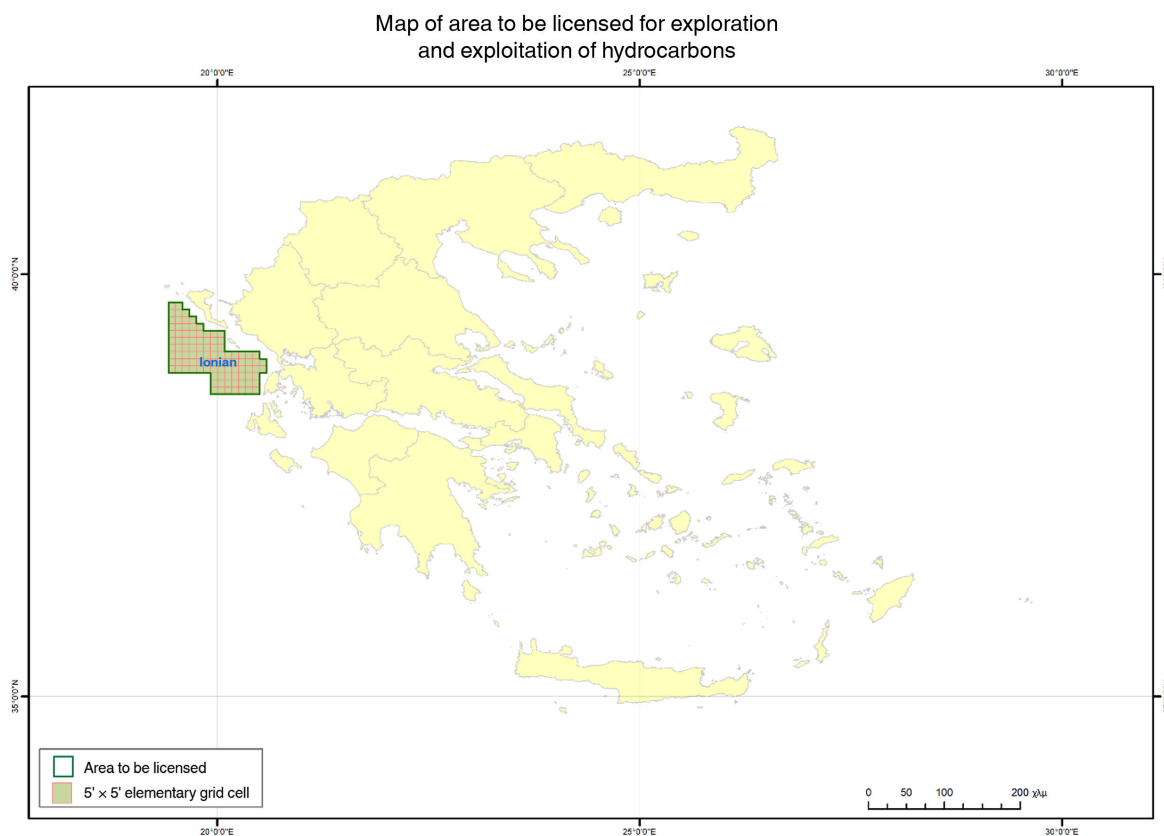 Map of area to be licensed for exploration
and exploitation of hydrocarbons
20°0'0"E 25°0'0"E 30°0'0"E
40°0'0"N
Ionian
35°0'0"N
Area to be licensed
5' × 5' elementary grid cell
0 50 100 200 χλμ
20°0'0"E 25°0'0"E 30°0'0"E